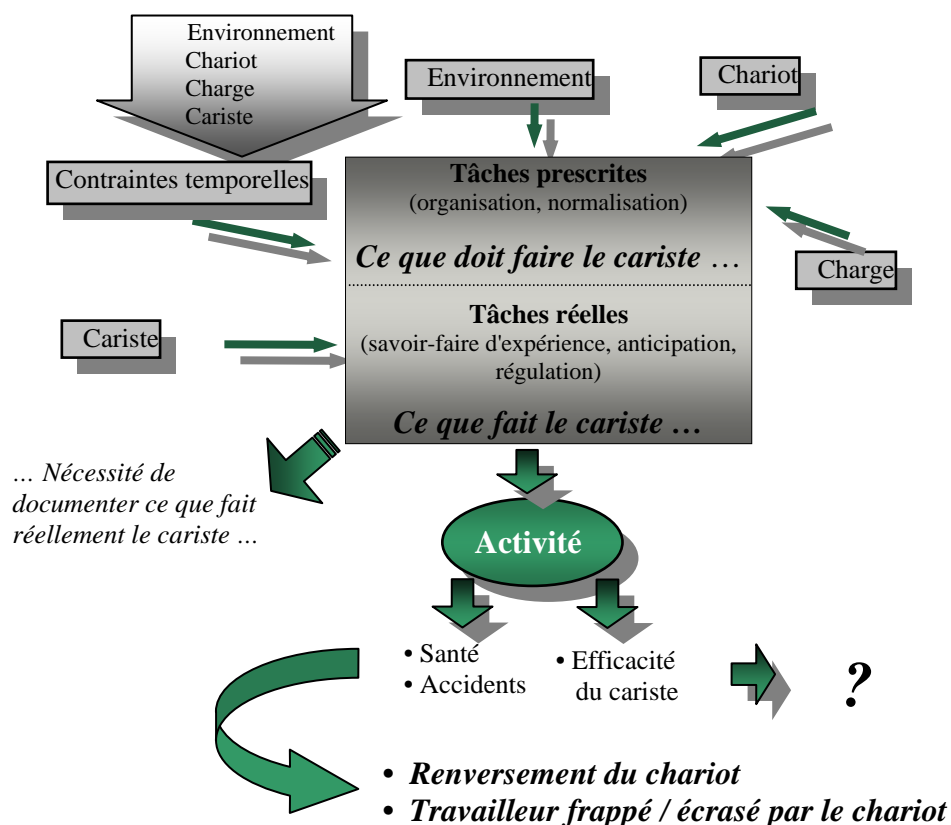 Environnement
Chariot
Charge
Cariste
Environnement
Chariot
Contraintes temporelles
Tâches prescrites
(organisation, normalisation)
Ce que doit faire le cariste …
Charge
Tâches réelles
(savoir-faire d'expérience, anticipation,
régulation)
Ce que fait le cariste …
Cariste
… Nécessité de
documenter ce que fait
réellement le cariste …
Activité
• Santé
• Accidents
• Efficacité
du cariste
?
• Renversement du chariot
• Travailleur frappé / écrasé par le chariot